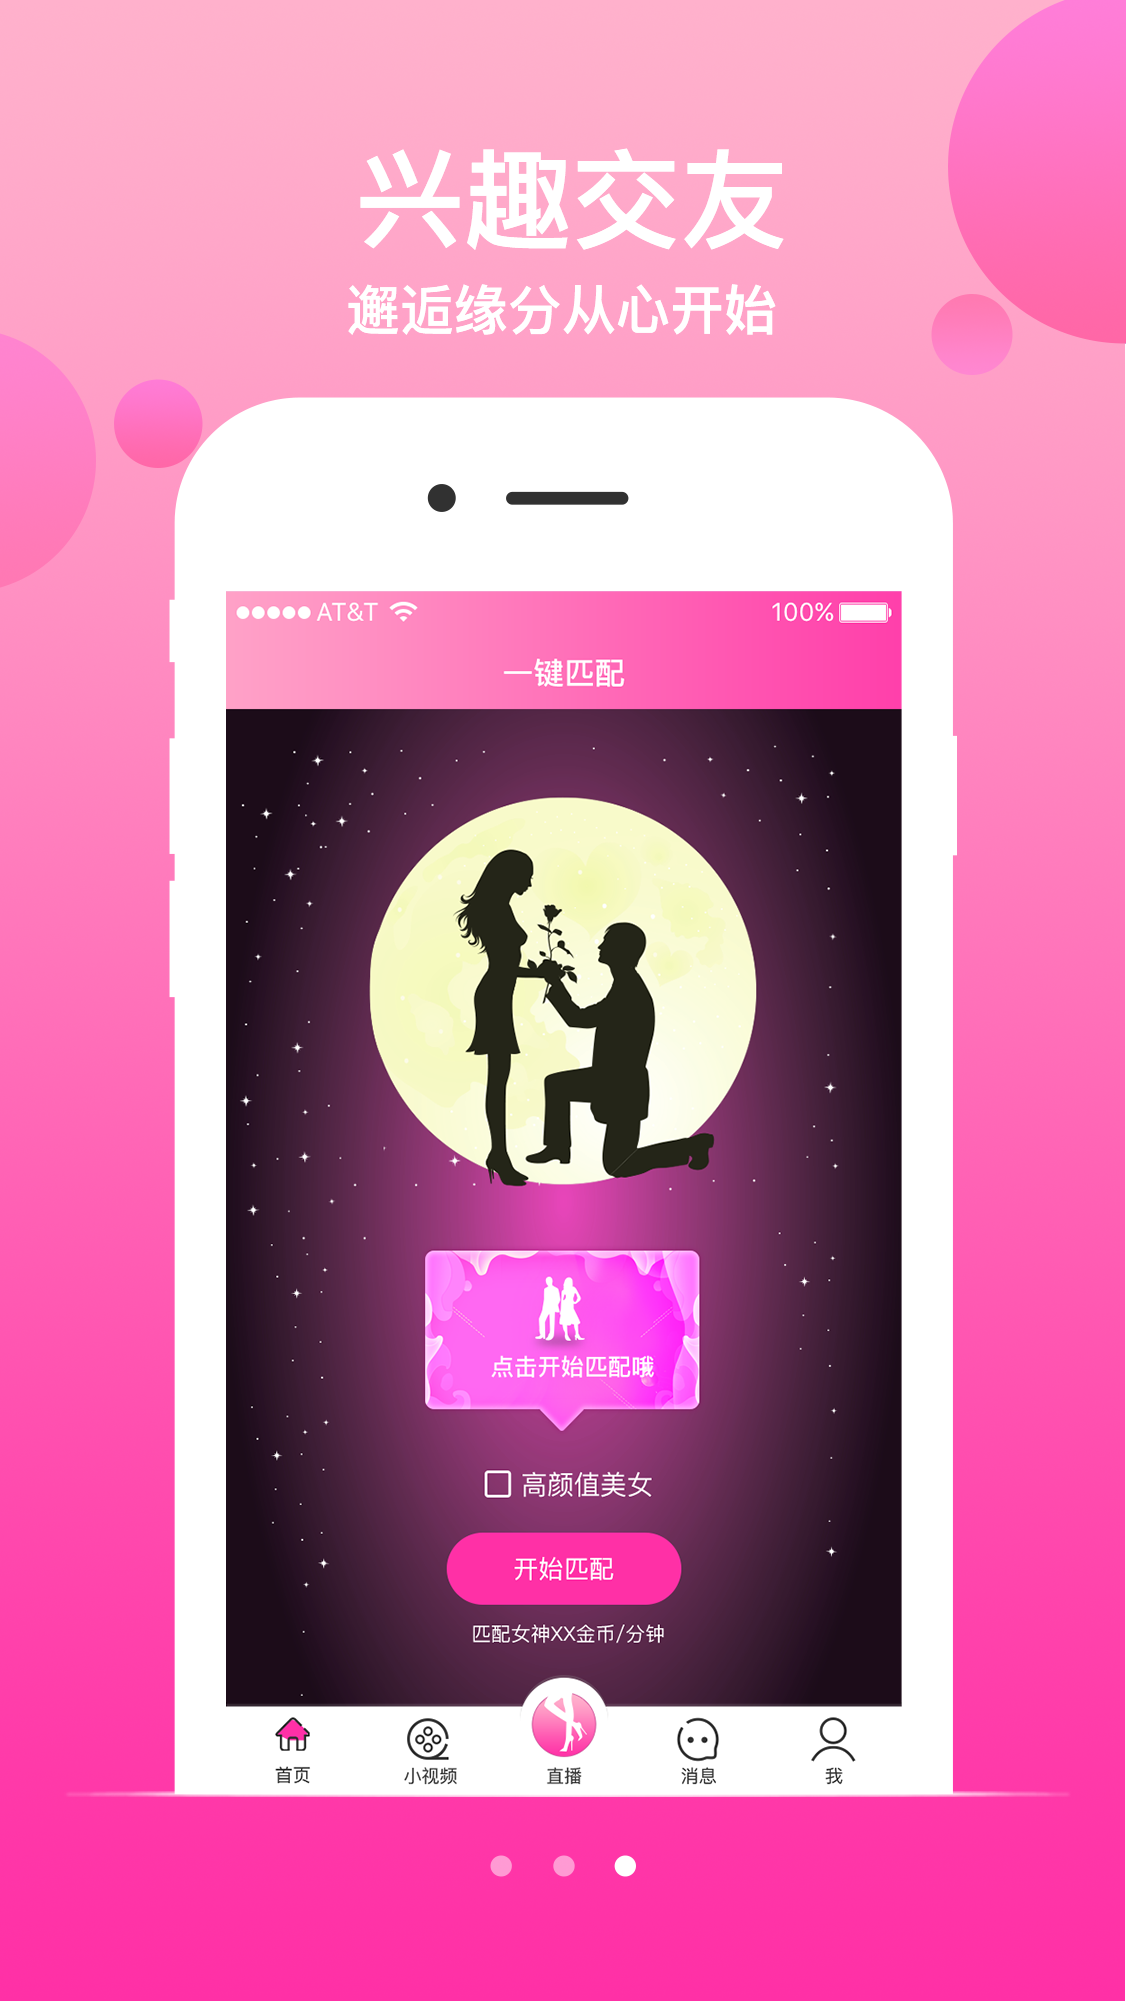 兴趣交友
邂逅缘分从心开始
AT&T 100%
一键匹配
点击开始匹配哦
高颜值美女
开始匹配
匹配女神XX金币/分钟
首页 小视频 直播 消息 我